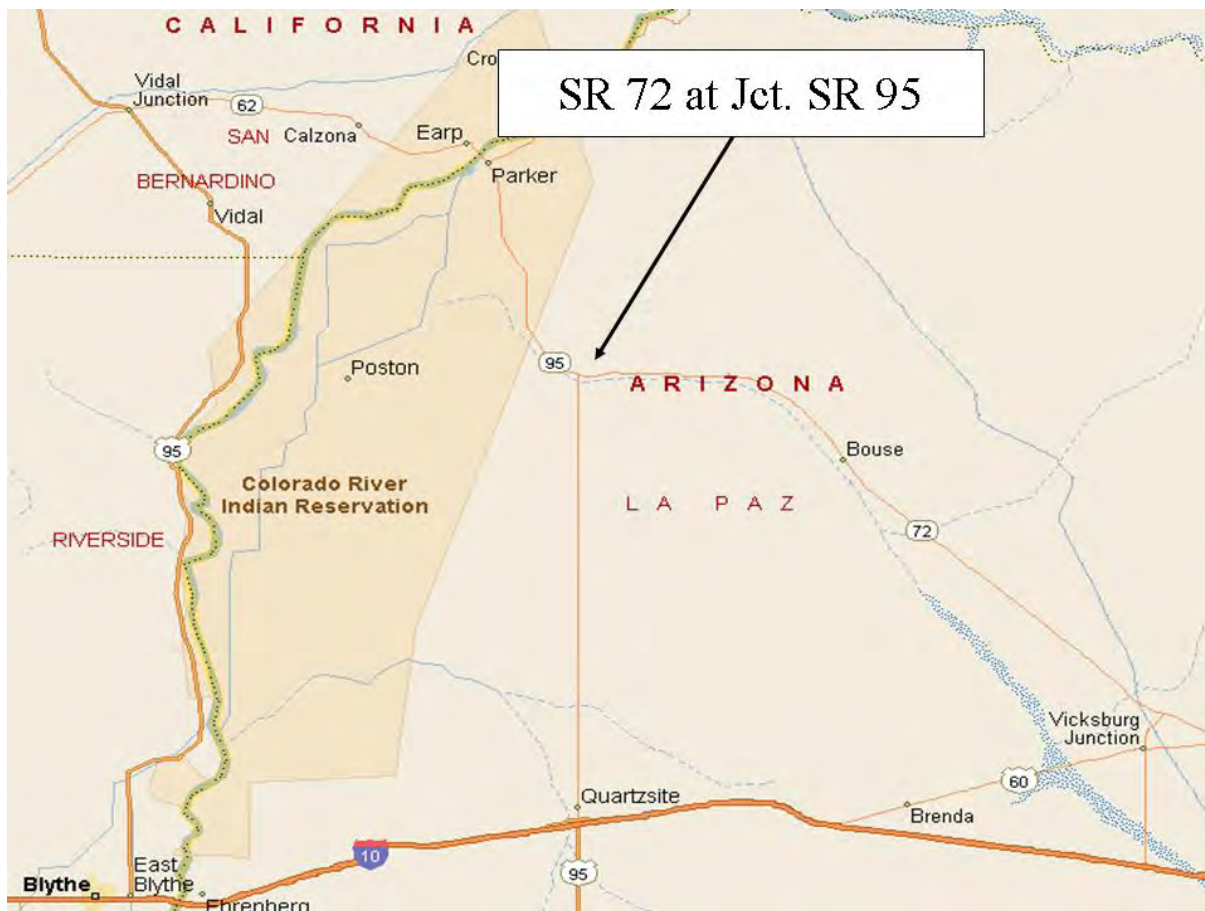 CALIFORNIA
Cro
SR 72 at Jct. SR 95
Vidal
Junction
62
SAN
Calzona
Earp
Parker
BERNARDINO
Vidal
95
Poston
ARIZONA
95
Bouse
Colorado River
Indian Reservation
LA PAZ
RIVERSIDE
72
Vicksburg
Junction
60
Quartzsite
Brenda
10
95
East
Blythe
Blythe
Ehrenberg